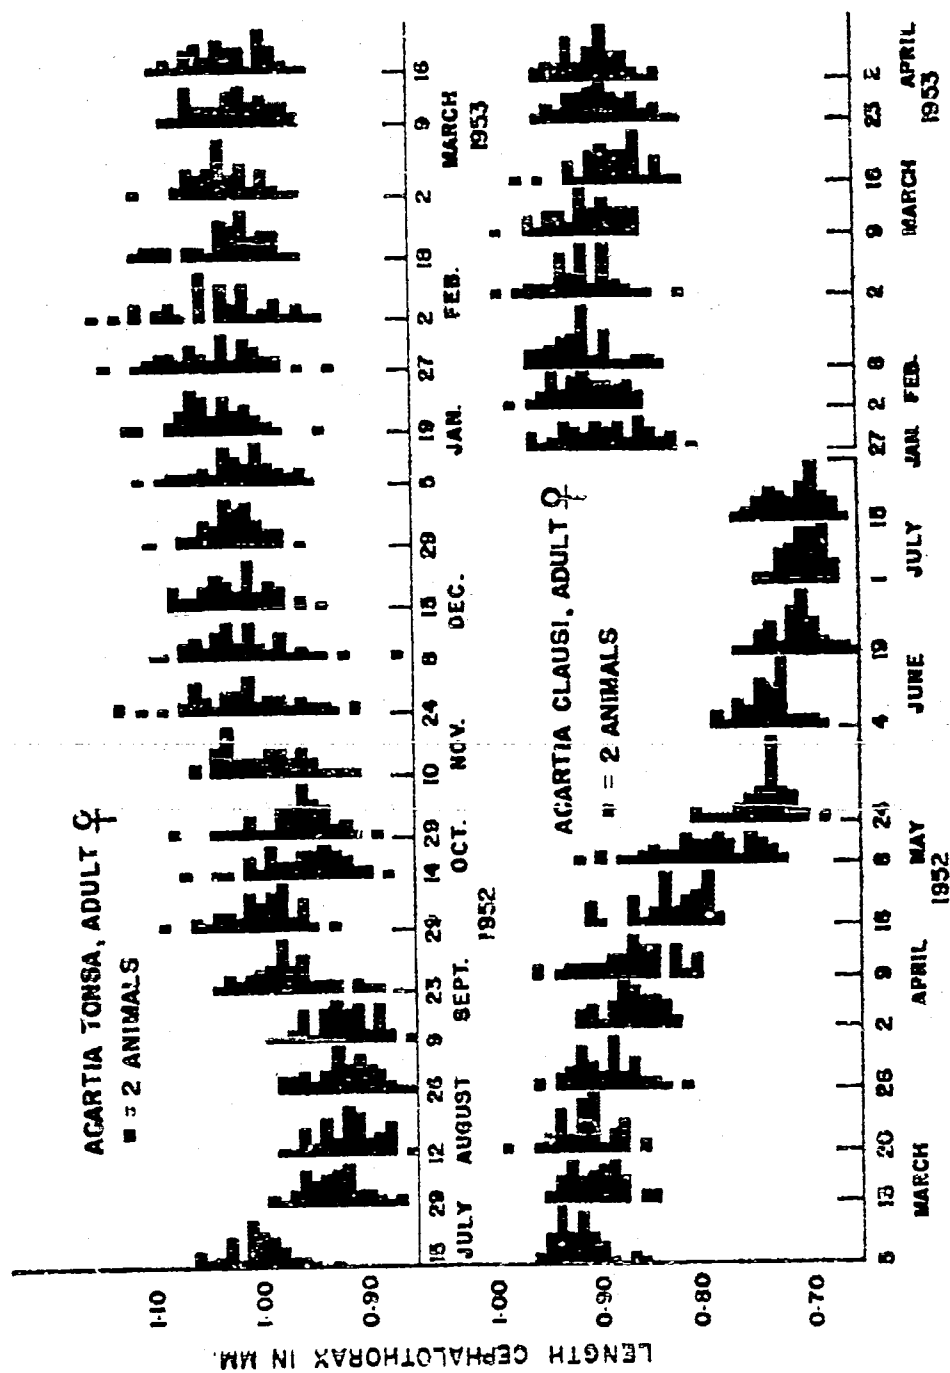 ACARTIA TONSA, ADULT ♀
= 2 ANIMALS
1·10
1·00
0·90
15 29 12 26 9 23 29 14 29 10 24 8 15 29 5 19 27 2 18 2 9 16
JULY AUGUST SEPT. OCT. NOV. DEC. JAN. FEB. MARCH
1952 1953
LENGTH CEPHALOTHORAX IN MM.
ACARTIA CLAUSI, ADULT ♀
= 2 ANIMALS
1·00
0·90
0·80
0·70
5 13 20 26 2 9 16 8 24 4 19 1 15 27 2 8 2 9 16 23 2
MARCH APRIL MAY JUNE JULY JAN. FEB. MARCH APRIL
1952 1953